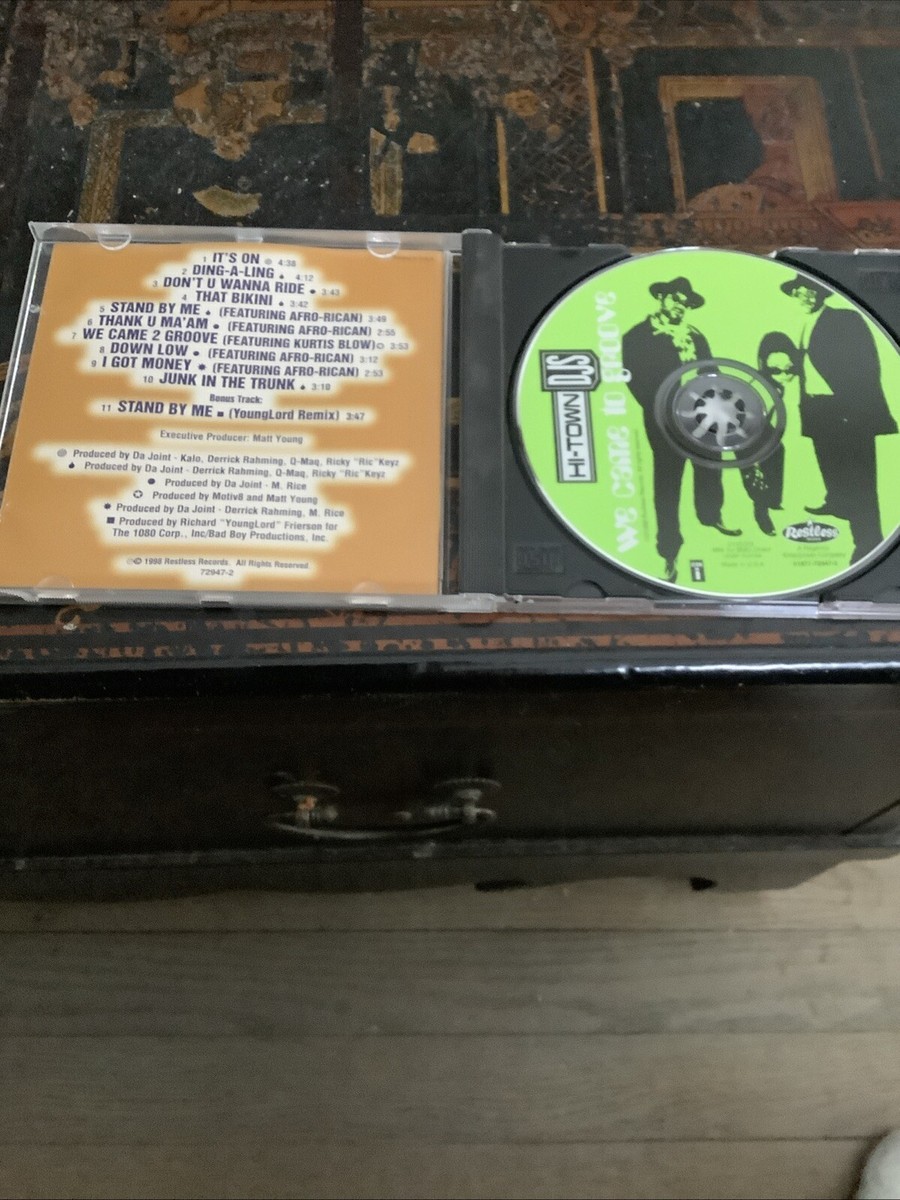 1 IT'S ON 4:38
2 DING-A-LING 4:12
3 DON'T U WANNA RIDE 3:43
4 THAT BIKINI 3:42
5 STAND BY ME (FEATURING AFRO-RICAN) 3:49
6 THANK U MA'AM (FEATURING AFRO-RICAN) 2:55
7 WE CAME 2 GROOVE (FEATURING KURTIS BLOW) 3:53
8 DOWN LOW (FEATURING AFRO-RICAN) 3:12
9 I GOT MONEY (FEATURING AFRO-RICAN) 2:53
10 JUNK IN THE TRUNK 3:10
Bonus Track:
11 STAND BY ME (YoungLord Remix) 3:47
Executive Producer: Matt Young
Produced by Da Joint - Kalo, Derrick Rahming, Q-Maq, Ricky "Ric"Keyz
Produced by Da Joint - Derrick Rahming, Q-Maq, Ricky "Ric"Keyz
Produced by Da Joint - M. Rice
Produced by Motiv8 and Matt Young
Produced by Da Joint - Derrick Rahming, M. Rice
Produced by Richard "YoungLord" Frierson for
The 1080 Corp., Inc/Bad Boy Productions, Inc.
℗© 1998 Restless Records. All Rights Reserved.
72947-2
HI-TOWN DJS
we came to groove
Restless